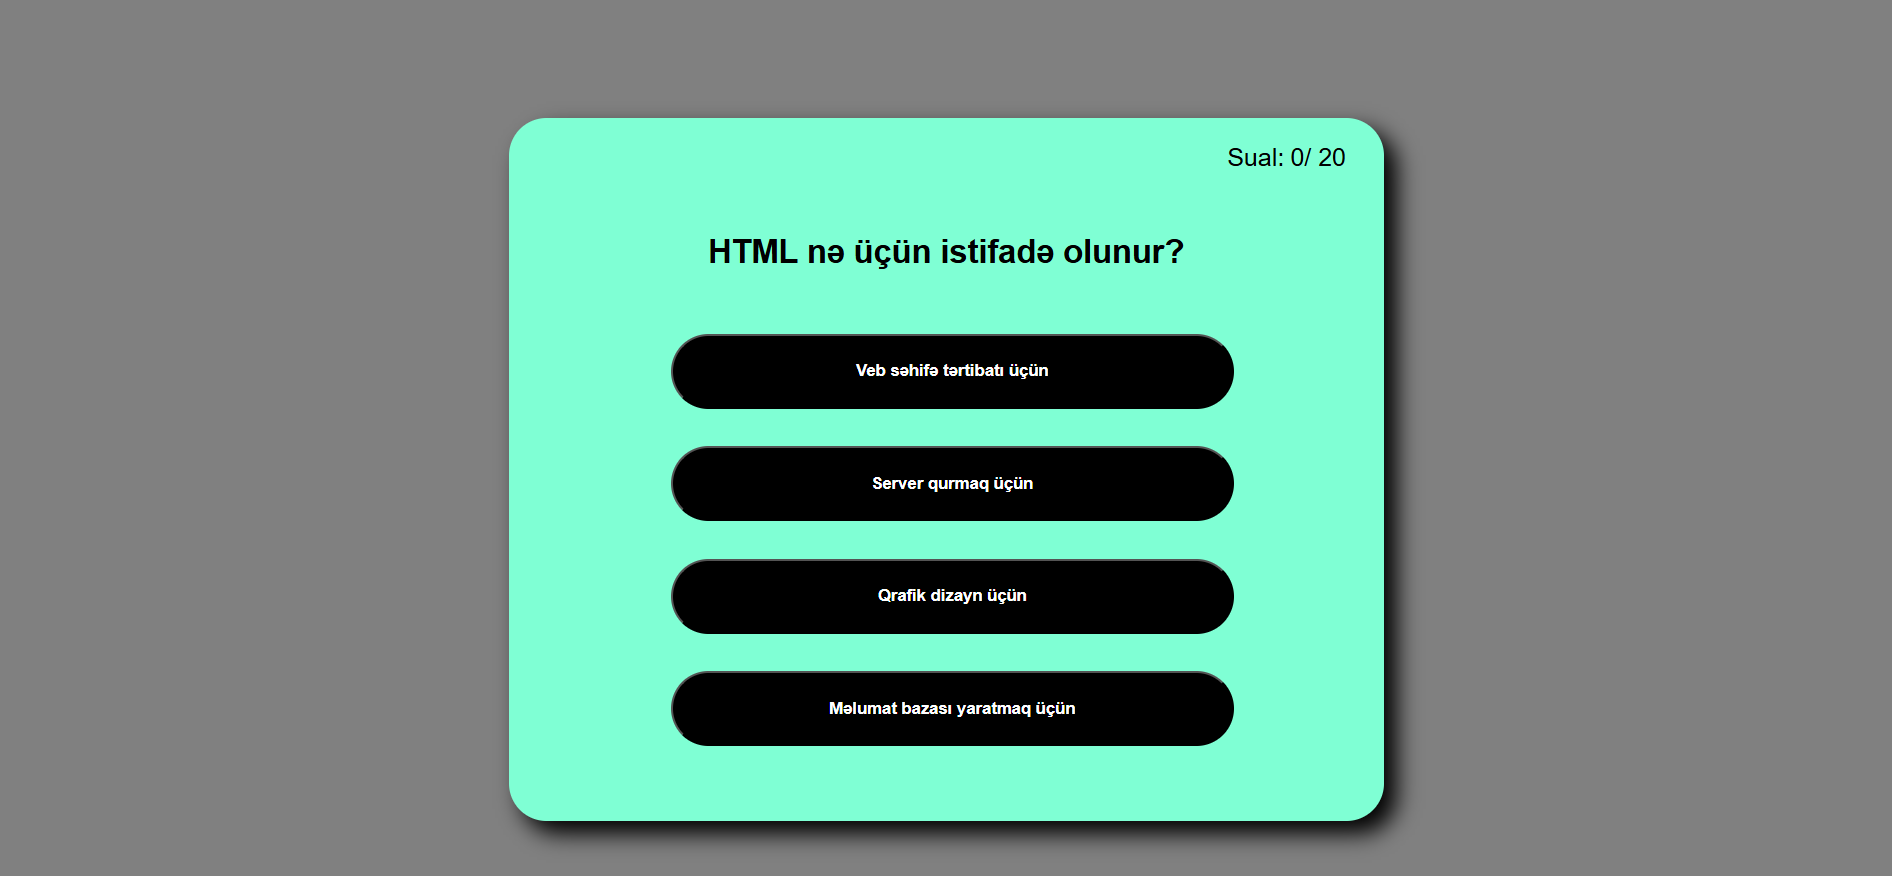 Sual: 0/ 20
HTML nə üçün istifadə olunur?
Veb səhifə tərtibatı üçün
Server qurmaq üçün
Qrafik dizayn üçün
Məlumat bazası yaratmaq üçün